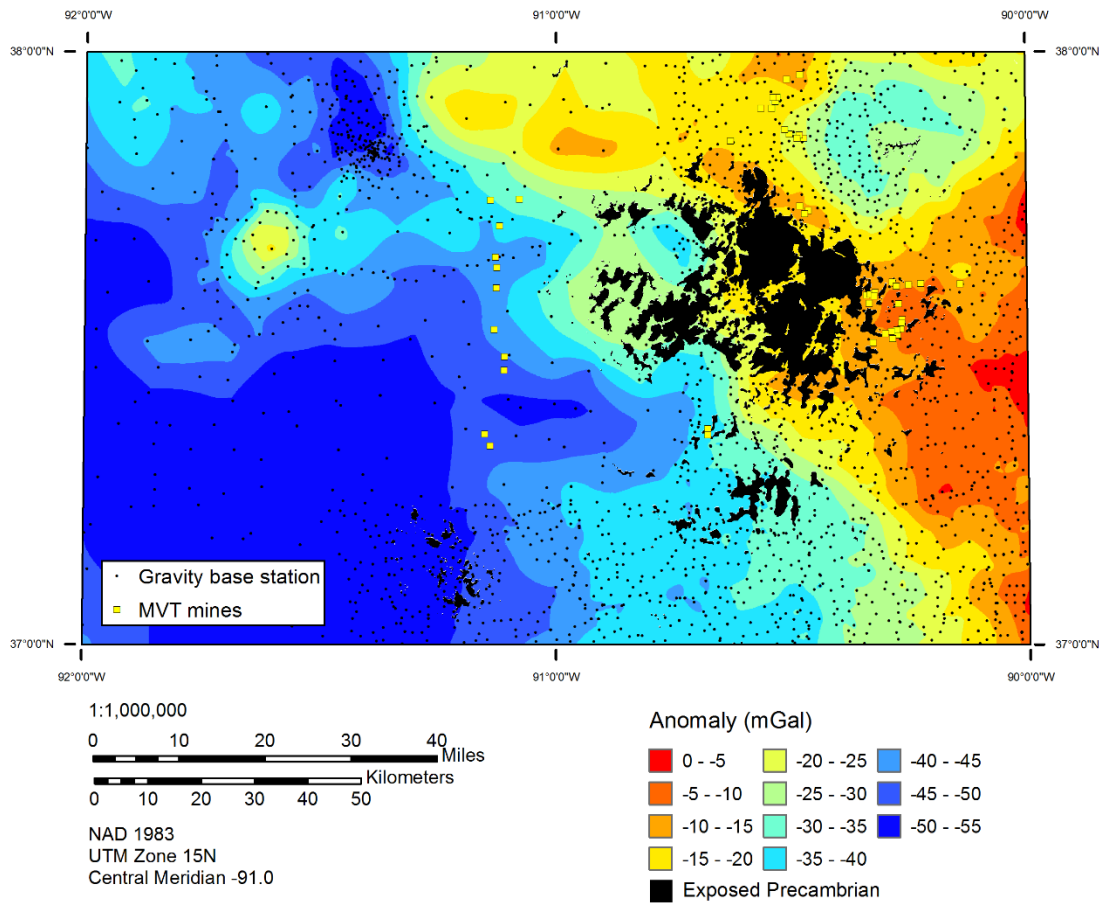 92°0'0"W 91°0'0"W 90°0'0"W
38°0'0"N 38°0'0"N
Gravity base station
MVT mines
37°0'0"N 37°0'0"N
92°0'0"W 91°0'0"W 90°0'0"W
1:1,000,000
0 10 20 30 40
Miles
Kilometers
0 10 20 30 40 50
NAD 1983
UTM Zone 15N
Central Meridian -91.0
Anomaly (mGal)
0 - -5 -20 - -25 -40 - -45
-5 - -10 -25 - -30 -45 - -50
-10 - -15 -30 - -35 -50 - -55
-15 - -20 -35 - -40
Exposed Precambrian